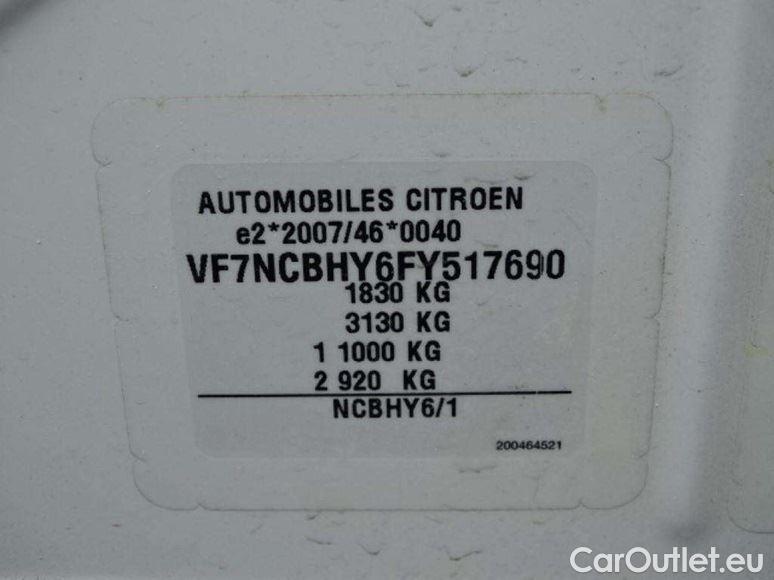 AUTOMOBILES CITROEN
e2*2007/46*0040
VF7NCBHY6FY517690
1830 KG
3130 KG
1 1000 KG
2 920 KG
NCBHY6/1
200464521
CarOutlet.eu